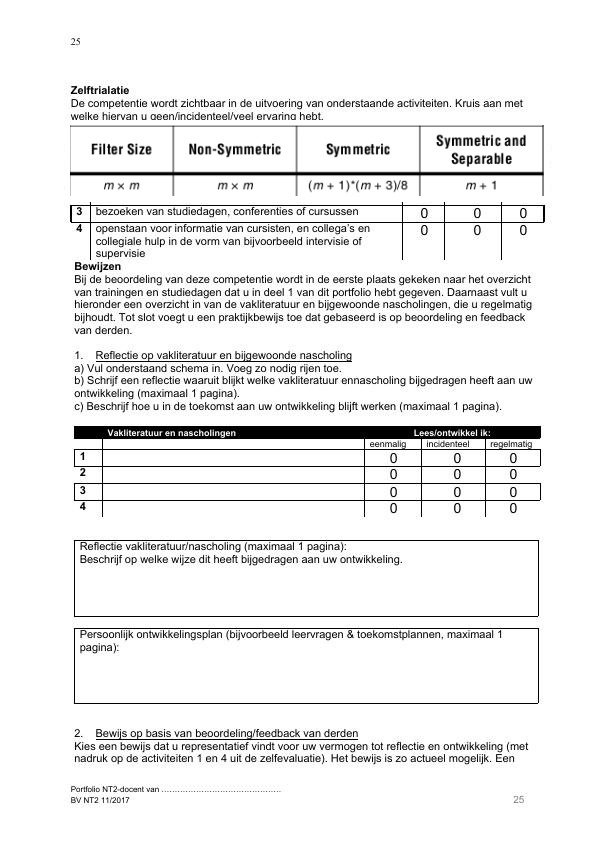 25
Zelftrialatie
De competentie wordt zichtbaar in de uitvoering van onderstaande activiteiten. Kruis aan met
welke hiervan u geen/incidenteel/veel ervaring hebt.
Filter Size Non-Symmetric Symmetric Symmetric and Separable
m × m m × m (m + 1)*(m + 3)/8 m + 1
3 bezoeken van studiedagen, conferenties of cursussen 0 0 0
4 openstaan voor informatie van cursisten, en collega's en 0 0 0
collegiale hulp in de vorm van bijvoorbeeld intervisie of
supervisie
Bewijzen
Bij de beoordeling van deze competentie wordt in de eerste plaats gekeken naar het overzicht
van trainingen en studiedagen dat u in deel 1 van dit portfolio hebt gegeven. Daarnaast vult u
hieronder een overzicht in van de vakliteratuur en bijgewoonde nascholingen, die u regelmatig
bijhoudt. Tot slot voegt u een praktijkbewijs toe dat gebaseerd is op beoordeling en feedback
van derden.
1. Reflectie op vakliteratuur en bijgewoonde nascholing
a) Vul onderstaand schema in. Voeg zo nodig rijen toe.
b) Schrijf een reflectie waaruit blijkt welke vakliteratuur ennascholing bijgedragen heeft aan uw
ontwikkeling (maximaal 1 pagina).
c) Beschrijf hoe u in de toekomst aan uw ontwikkeling blijft werken (maximaal 1 pagina).
Vakliteratuur en nascholingen Lees/ontwikkel ik:
eenmalig incidenteel regelmatig
1 0 0 0
2 0 0 0
3 0 0 0
4 0 0 0
Reflectie vakliteratuur/nascholing (maximaal 1 pagina):
Beschrijf op welke wijze dit heeft bijgedragen aan uw ontwikkeling.
Persoonlijk ontwikkelingsplan (bijvoorbeeld leervragen & toekomstplannen, maximaal 1
pagina):
2. Bewijs op basis van beoordeling/feedback van derden
Kies een bewijs dat u representatief vindt voor uw vermogen tot reflectie en ontwikkeling (met
nadruk op de activiteiten 1 en 4 uit de zelfevaluatie). Het bewijs is zo actueel mogelijk. Een
Portfolio NT2-docent van ……………………………………
BV NT2 11/2017 25